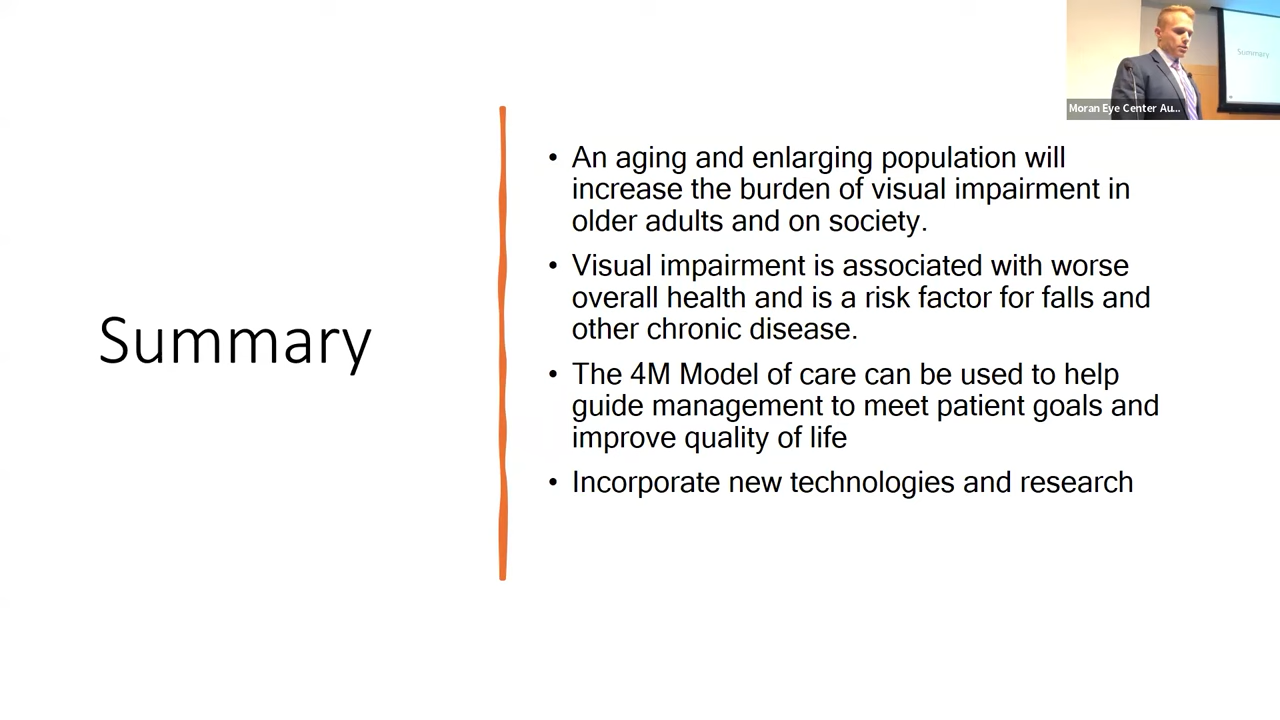 Summary
• An aging and enlarging population will
increase the burden of visual impairment in
older adults and on society.
• Visual impairment is associated with worse
overall health and is a risk factor for falls and
other chronic disease.
• The 4M Model of care can be used to help
guide management to meet patient goals and
improve quality of life
• Incorporate new technologies and research
Summary
Moran Eye Center Au...